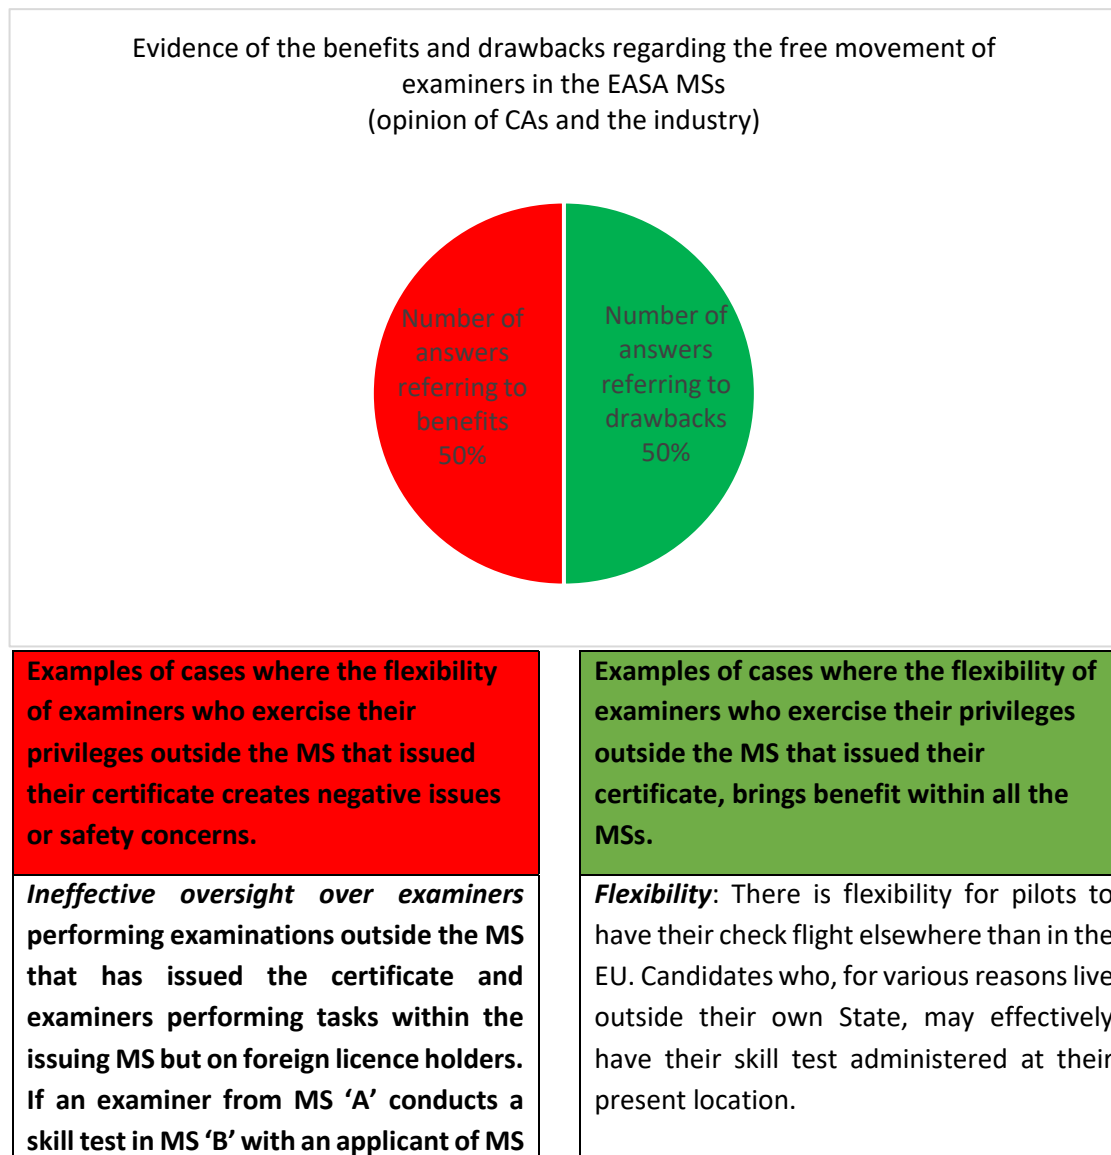 Evidence of the benefits and drawbacks regarding the free movement of
examiners in the EASA MSs
(opinion of CAs and the industry)
Number of
answers
referring to
benefits
50%
Number of
answers
referring to
drawbacks
50%
Examples of cases where the flexibility
of examiners who exercise their
privileges outside the MS that issued
their certificate creates negative issues
or safety concerns.
Examples of cases where the flexibility of
examiners who exercise their privileges
outside the MS that issued their
certificate, brings benefit within all the
MSs.
Ineffective oversight over examiners
performing examinations outside the MS
that has issued the certificate and
examiners performing tasks within the
issuing MS but on foreign licence holders.
If an examiner from MS ‘A’ conducts a
skill test in MS ‘B’ with an applicant of MS
Flexibility: There is flexibility for pilots to
have their check flight elsewhere than in the
EU. Candidates who, for various reasons live
outside their own State, may effectively
have their skill test administered at their
present location.